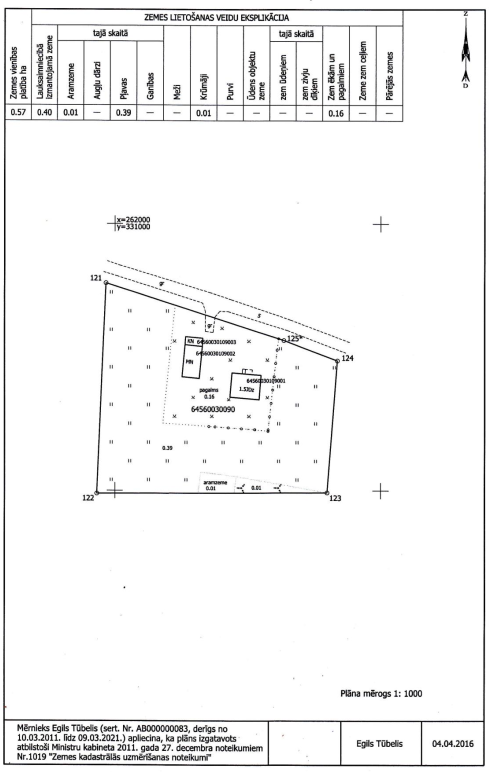 ZEMES LIETOŠANAS VEIDU EKSPLIKĀCIJA
Zemes vienības
platība ha
Lauksaimniecībā
izmantojamā zeme
tajā skaitā
Aramzeme
Augļu dārzi
Pļavas
Ganības
Meži
Krūmāji
Purvi
Ūdens objektu
zeme
tajā skaitā
zem ūdeņiem
zem zivju
dīķiem
Zem ēkām un
pagalmiem
Zeme zem ceļiem
Pārējās zemes
0.57 0.40 0.01 — 0.39 — — 0.01 — — — — 0.16 — —
Z
D
x=262000
y=331000
121
gr
s
gr
125*
124
KN 64560030109003
64560030109002
MN
64560030109001
1.5JDz
pagalms
0.16
64560030090
0.39
aramzeme
0.01
0.01
122
123
Plāna mērogs 1: 1000
Mērnieks Egils Tūbelis (sert. Nr. AB000000083, derīgs no
10.03.2011. līdz 09.03.2021.) apliecina, ka plāns izgatavots
atbilstoši Ministru kabineta 2011. gada 27. decembra noteikumiem
Nr.1019 "Zemes kadastrālās uzmērīšanas noteikumi"
Egils Tūbelis
04.04.2016